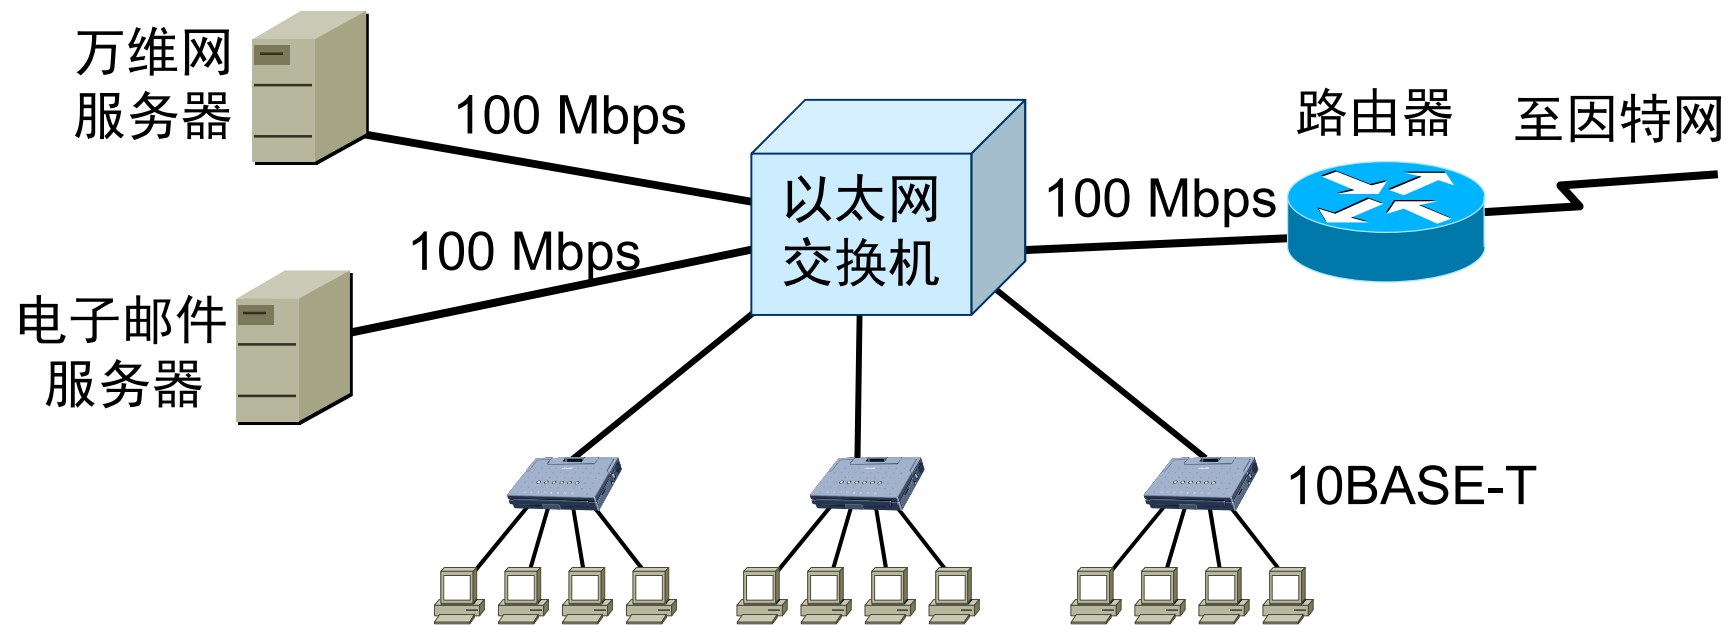 万维网
服务器
100 Mbps
路由器
至因特网
以太网
交换机
100 Mbps
100 Mbps
电子邮件
服务器
10BASE-T